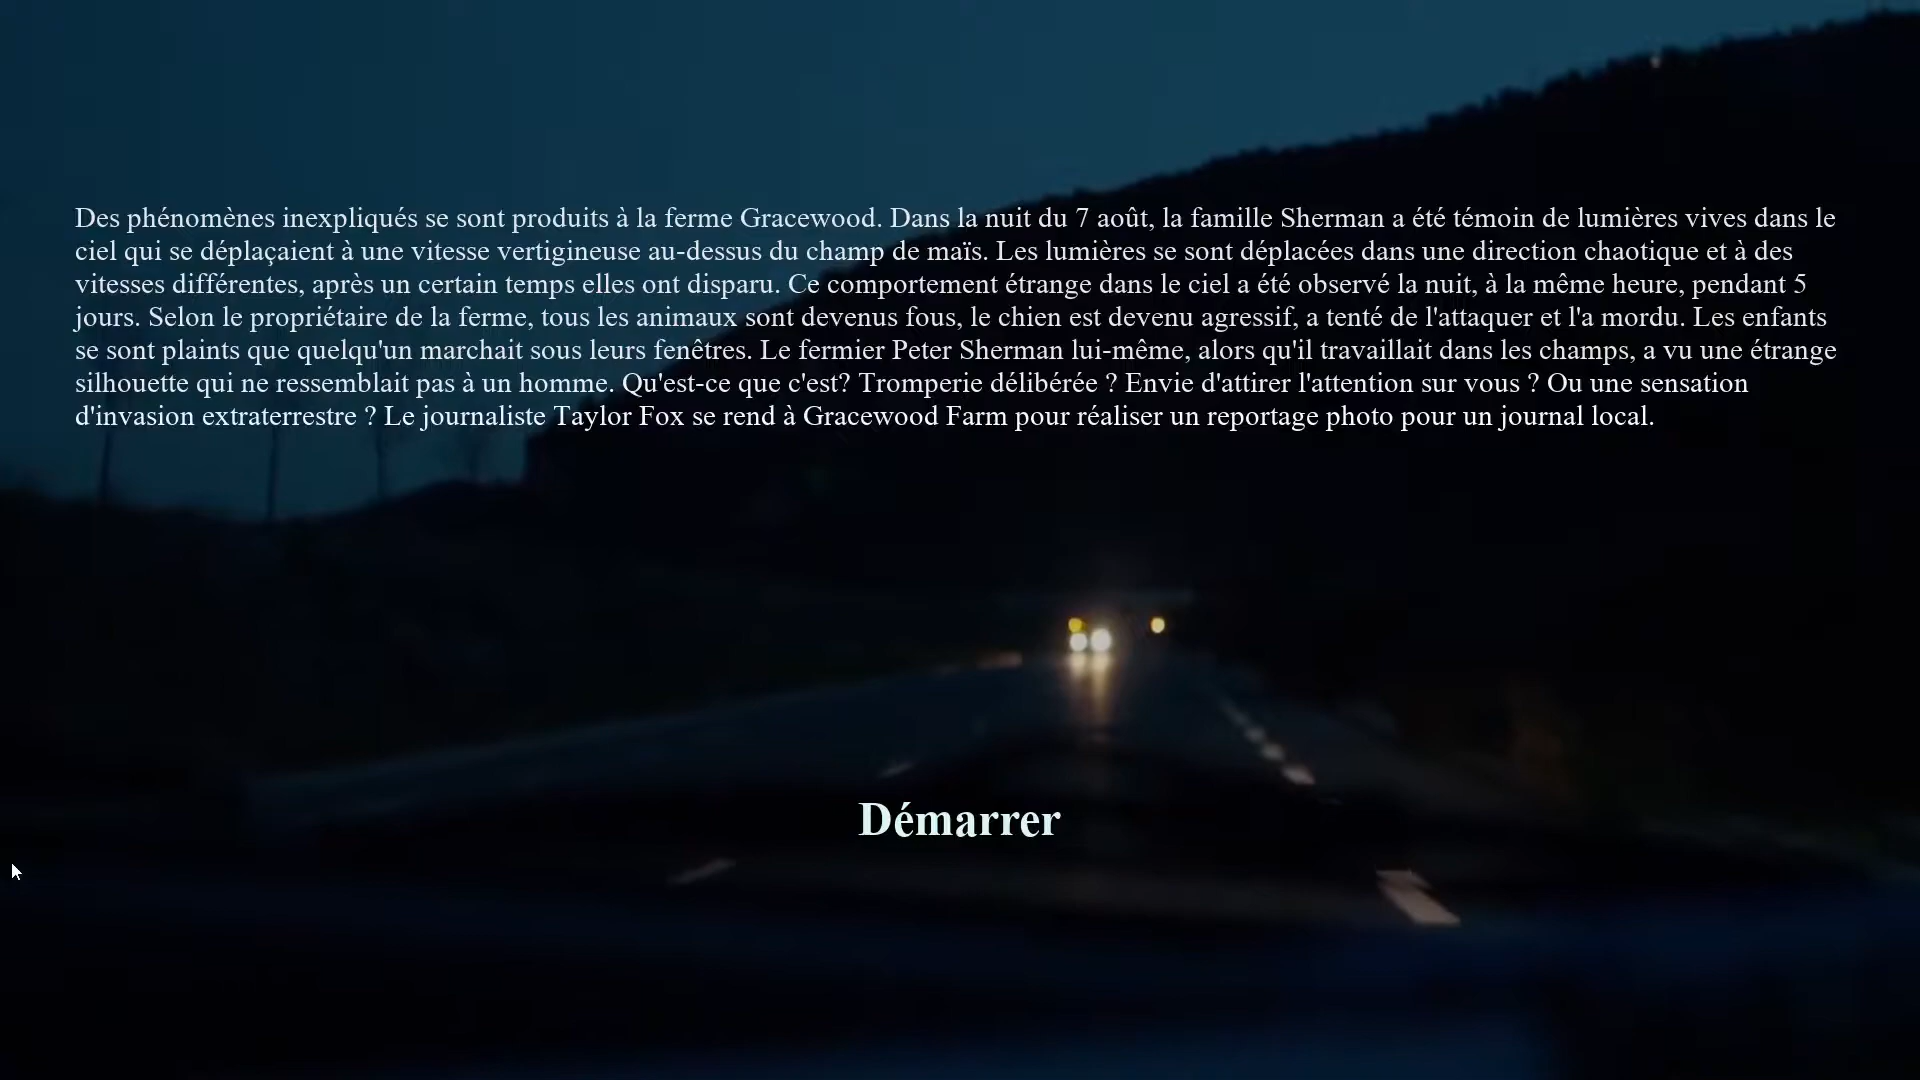 Des phénomènes inexpliqués se sont produits à la ferme Gracewood. Dans la nuit du 7 août, la famille Sherman a été témoin de lumières vives dans le
ciel qui se déplaçaient à une vitesse vertigineuse au-dessus du champ de maïs. Les lumières se sont déplacées dans une direction chaotique et à des
vitesses différentes, après un certain temps elles ont disparu. Ce comportement étrange dans le ciel a été observé la nuit, à la même heure, pendant 5
jours. Selon le propriétaire de la ferme, tous les animaux sont devenus fous, le chien est devenu agressif, a tenté de l'attaquer et l'a mordu. Les enfants
se sont plaints que quelqu'un marchait sous leurs fenêtres. Le fermier Peter Sherman lui-même, alors qu'il travaillait dans les champs, a vu une étrange
silhouette qui ne ressemblait pas à un homme. Qu'est-ce que c'est? Tromperie délibérée ? Envie d'attirer l'attention sur vous ? Ou une sensation
d'invasion extraterrestre ? Le journaliste Taylor Fox se rend à Gracewood Farm pour réaliser un reportage photo pour un journal local.
Démarrer